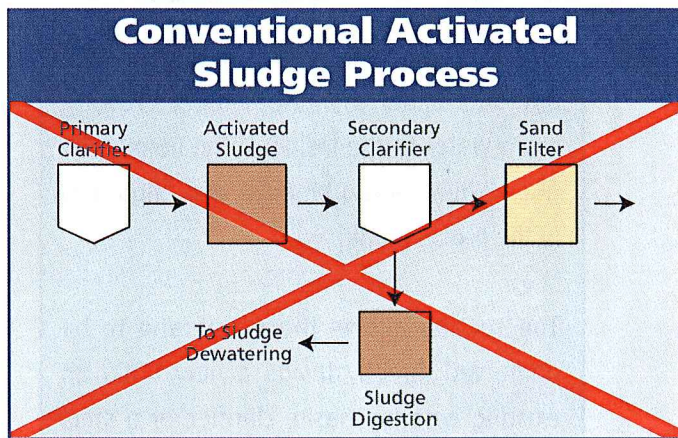 Conventional Activated
Sludge Process
Primary
Clarifier
Activated
Sludge
Secondary
Clarifier
Sand
Filter
To Sludge
Dewatering
Sludge
Digestion